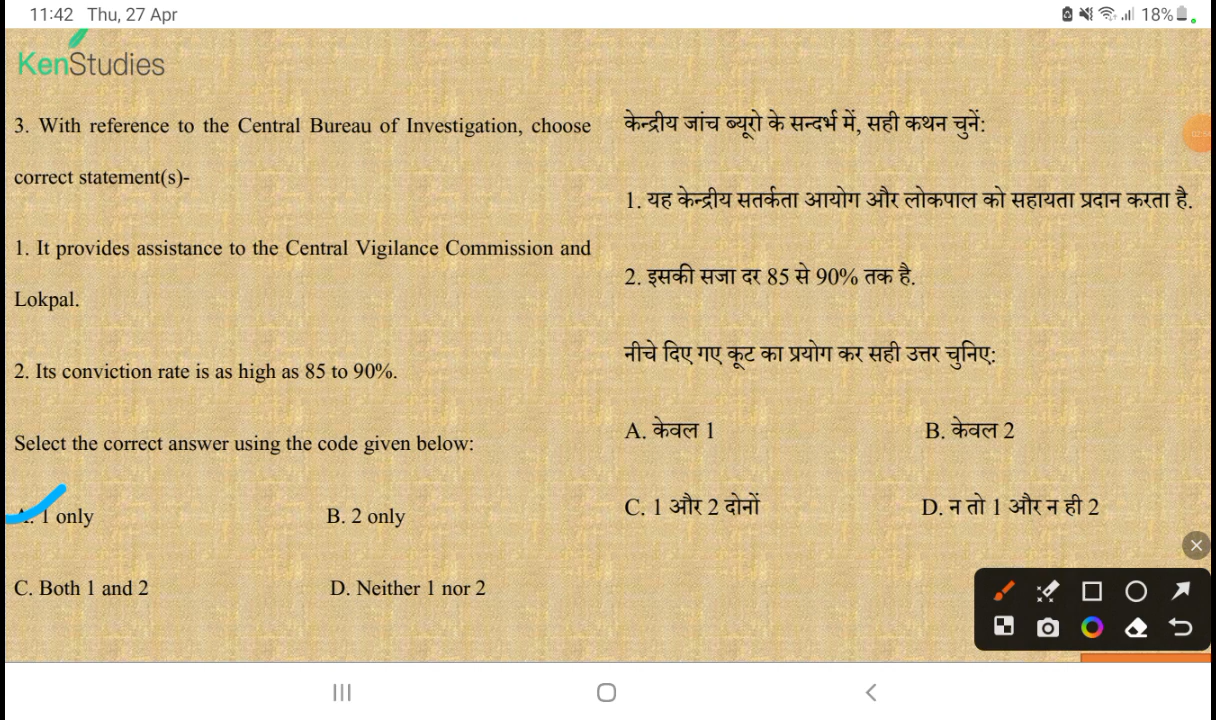 11:42 Thu, 27 Apr
18%
KenStudies
3. With reference to the Central Bureau of Investigation, choose
correct statement(s)-
1. It provides assistance to the Central Vigilance Commission and
Lokpal.
2. Its conviction rate is as high as 85 to 90%.
Select the correct answer using the code given below:
A. 1 only B. 2 only
C. Both 1 and 2 D. Neither 1 nor 2
केन्द्रीय जांच ब्यूरो के सन्दर्भ में, सही कथन चुनें:
1. यह केन्द्रीय सतर्कता आयोग और लोकपाल को सहायता प्रदान करता है.
2. इसकी सजा दर 85 से 90% तक है.
नीचे दिए गए कूट का प्रयोग कर सही उत्तर चुनिए:
A. केवल 1 B. केवल 2
C. 1 और 2 दोनों D. न तो 1 और न ही 2